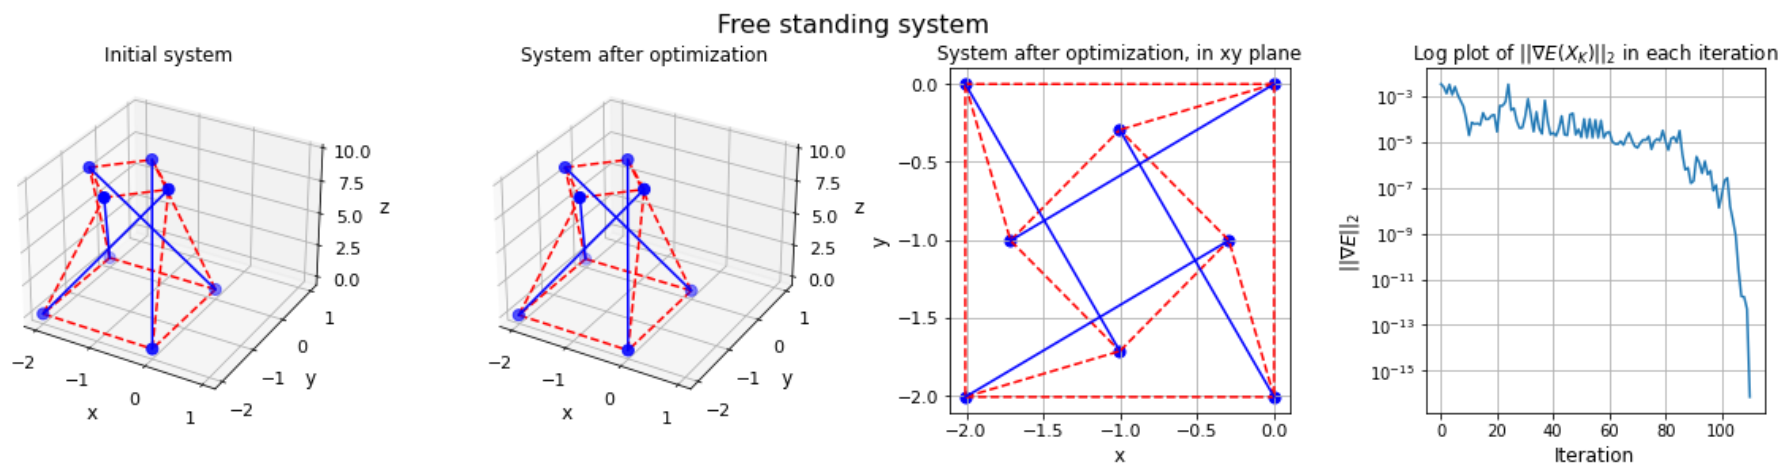 Free standing system
Initial system
10.0
7.5
5.0
2.5
0.0
z
−2
−1
0
1
x
−2
−1
0
1
y
System after optimization
10.0
7.5
5.0
2.5
0.0
z
−2
−1
0
1
x
−2
−1
0
1
y
System after optimization, in xy plane
0.0
−0.5
−1.0
−1.5
−2.0
y
−2.0 −1.5 −1.0 −0.5 0.0
x
Log plot of ||∇E(X_K)||₂ in each iteration
10⁻³
10⁻⁵
10⁻⁷
10⁻⁹
10⁻¹¹
10⁻¹³
10⁻¹⁵
||∇E||₂
0 20 40 60 80 100
Iteration